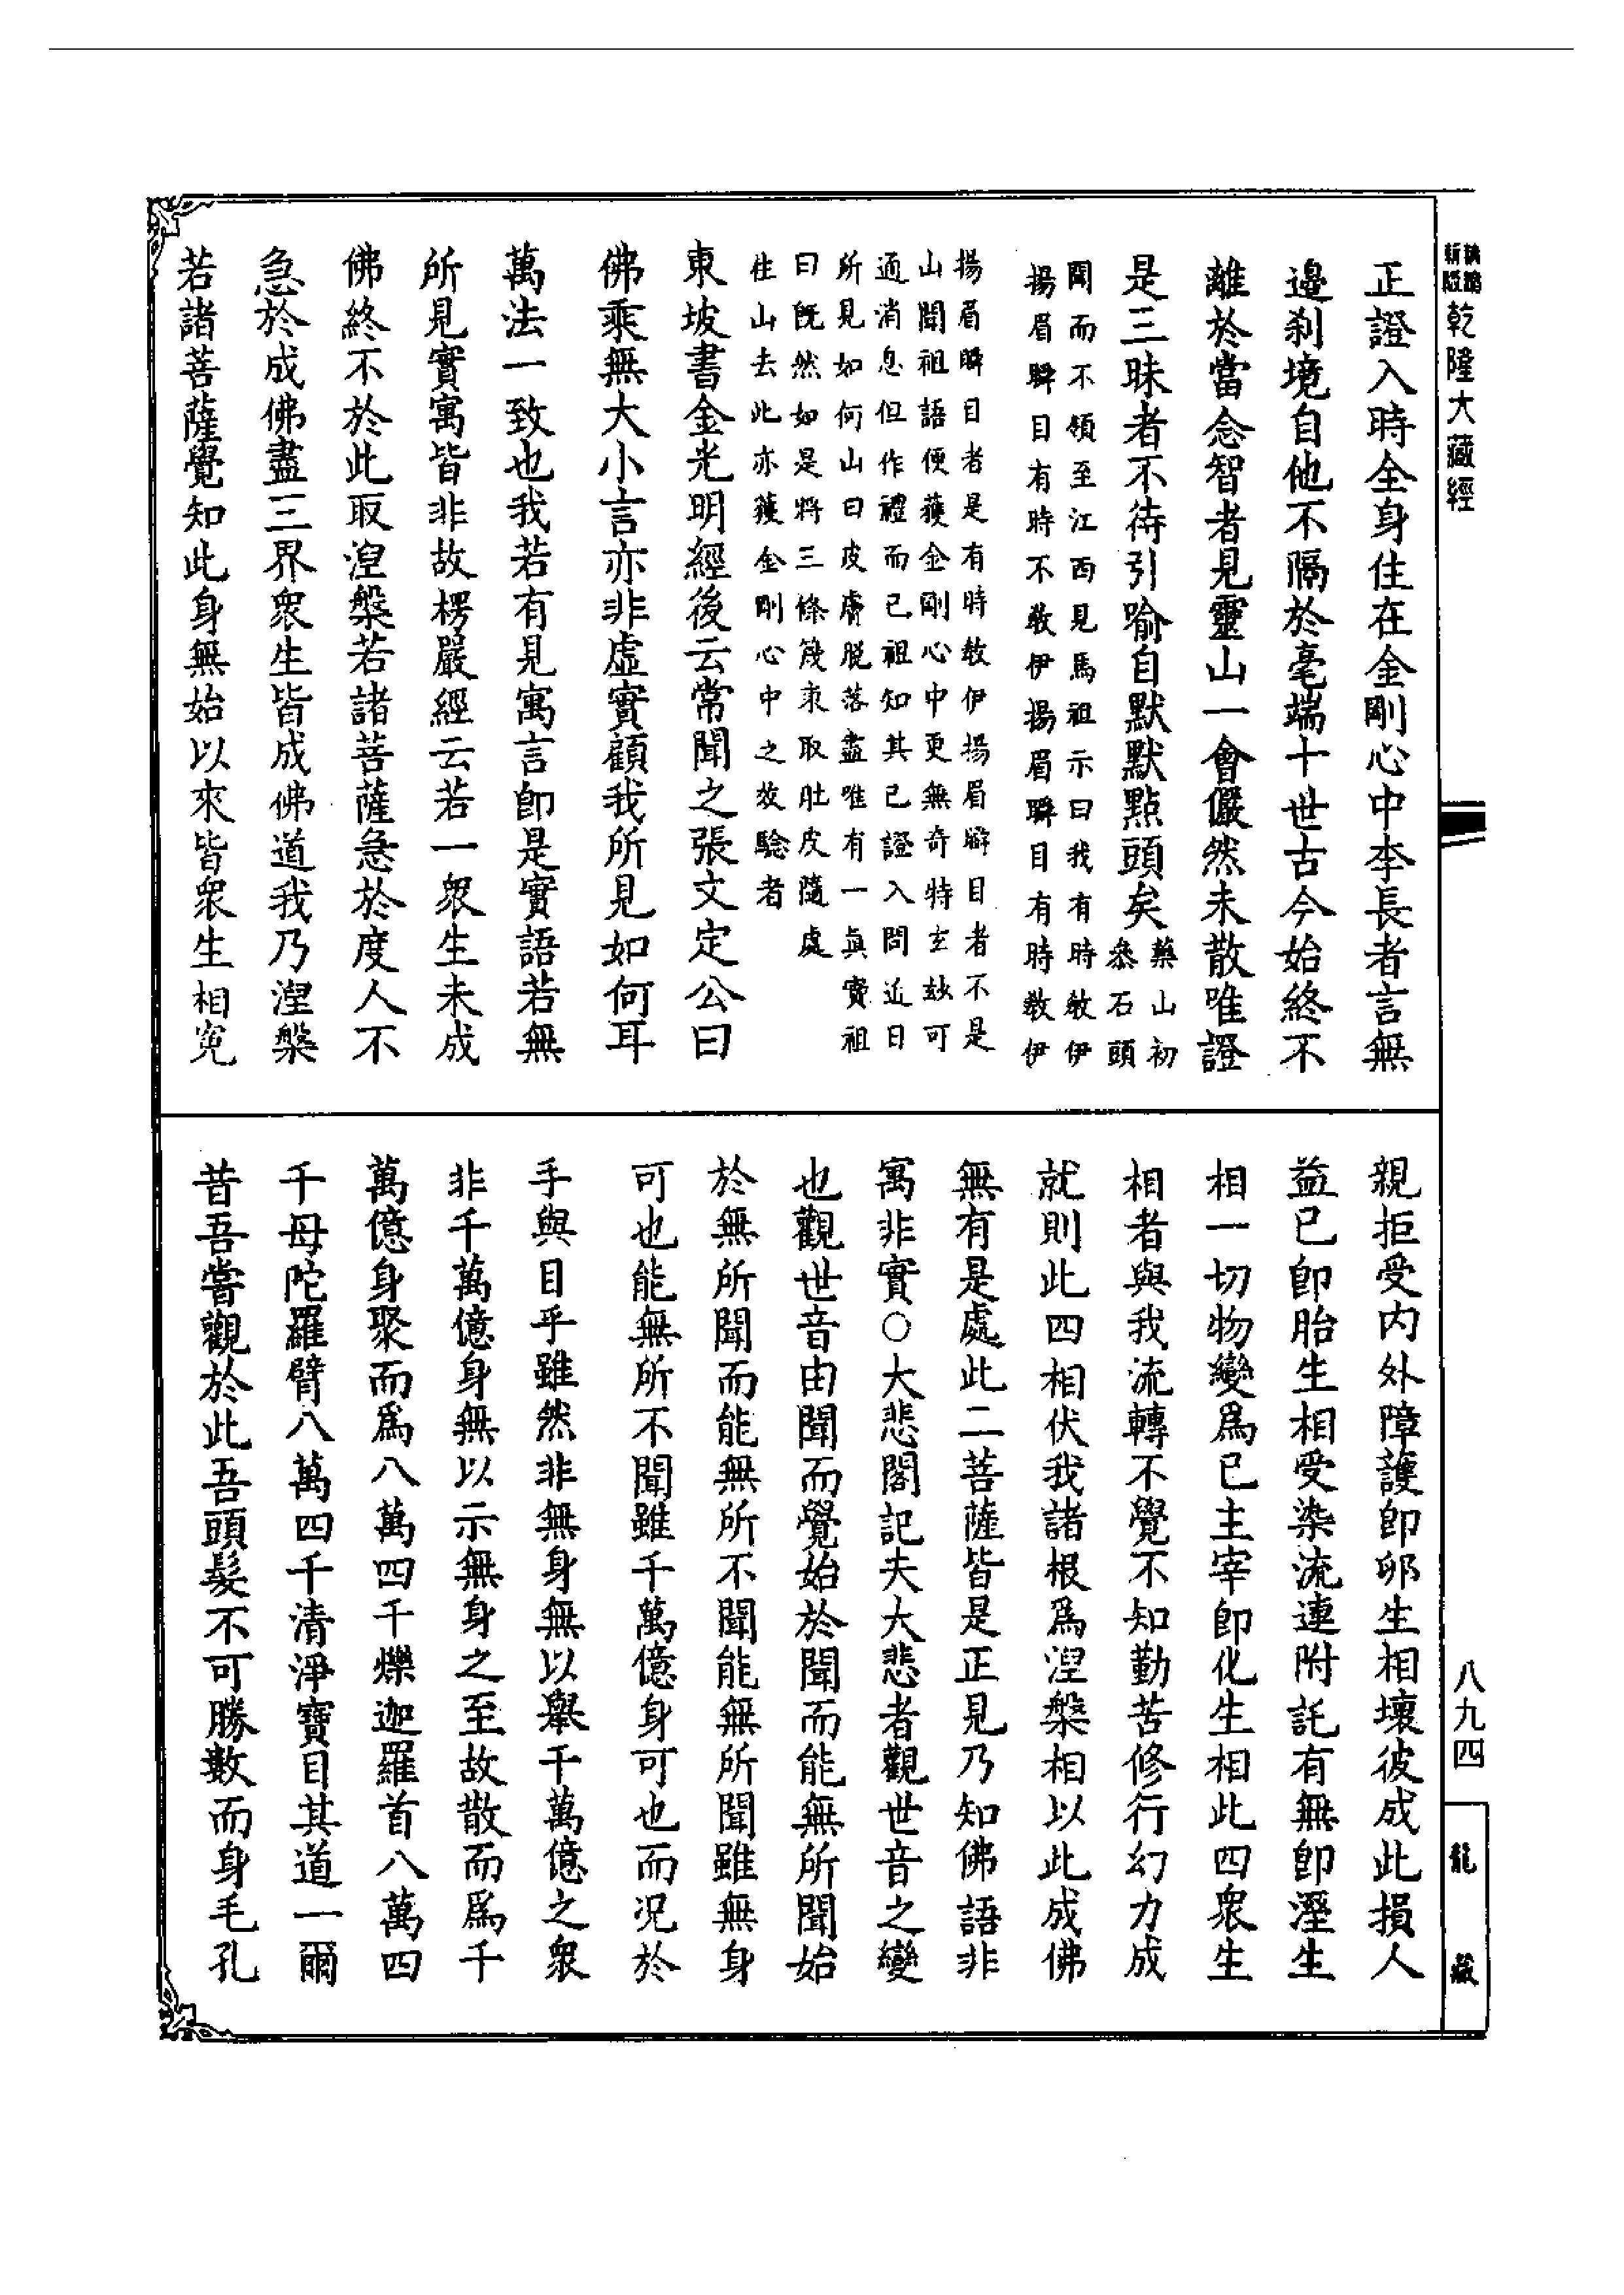 乾隆大藏經
正證入時全身住在金剛心中李長者言無
邊刹境自他不隔於毫端十世古今始終不
離於當念智者見靈山一會儼然未散唯證
是三昧者不待引喻自默默點頭矣
藥山初
叅石頭
聞而不領至江西見馬祖示曰我有時敎伊
揚眉瞬目有時不敎伊揚眉瞬目有時敎伊
揚眉瞬目者是有時敎伊揚眉瞬目者不是
山聞祖語便獲金剛心中更無奇特玄玅可
通消息但作禮而已祖知其已證入問近日
所見如何山曰皮膚脱落盡唯有一眞實祖
曰旣然如是將三條篾束取肚皮隨處
住山去此亦獲金剛心中之效驗者
東坡書金光明經後云常聞之張文定公曰
佛乘無大小言亦非虛實顧我所見如何耳
萬法一致也我若有見寓言卽是實語若無
所見實寓皆非故楞嚴經云若一衆生未成
佛終不於此取涅槃若諸菩薩急於度人不
急於成佛盡三界衆生皆成佛道我乃涅槃
若諸菩薩覺知此身無始以來皆衆生相寃
親拒受内外障護卽卵生相壞彼成此損人
益已卽胎生相受染流連附託有無卽溼生
相一切物變爲已主宰卽化生相此四衆生
相者與我流轉不覺不知勤苦修行幻力成
就則此四相伏我諸根爲涅槃相以此成佛
無有是處此二菩薩皆是正見乃知佛語非
寓非實○大悲閣記夫大悲者觀世音之變
也觀世音由聞而覺始於聞而能無所聞始
於無所聞而能無所不聞能無所聞雖無身
可也能無所不聞雖千萬億身可也而况於
手與目乎雖然非無身無以舉千萬億之衆
非千萬億身無以示無身之至故散而爲千
萬億身聚而爲八萬四千爍迦羅首八萬四
千母陀羅臂八萬四千清淨寶目其道一爾
昔吾嘗觀於此吾頭髮不可勝數而身毛孔
八九四
龍藏